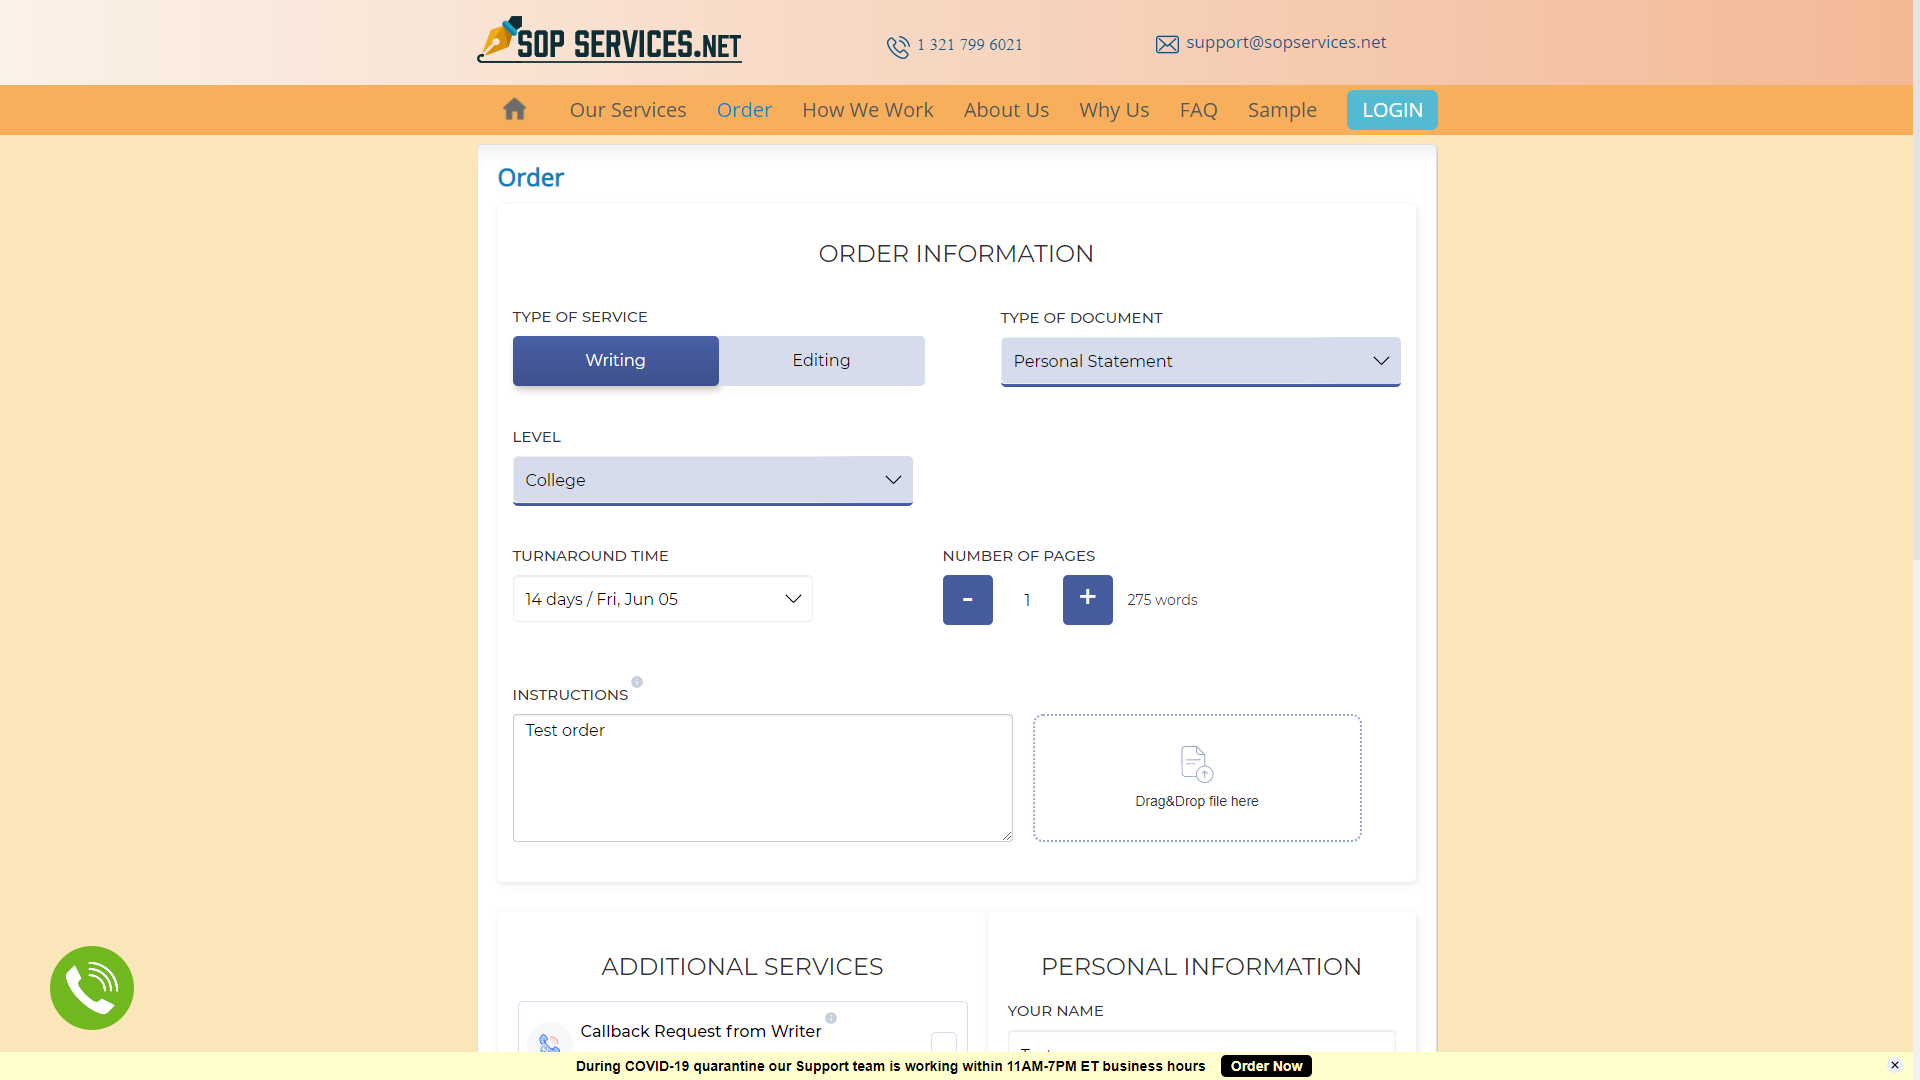 SOP SERVICES.NET
1 321 799 6021
support@sopservices.net
Our Services
Order
How We Work
About Us
Why Us
FAQ
Sample
LOGIN
Order
ORDER INFORMATION
TYPE OF SERVICE
Writing
Editing
TYPE OF DOCUMENT
Personal Statement
LEVEL
College
TURNAROUND TIME
14 days / Fri, Jun 05
NUMBER OF PAGES
-
1
+
275 words
INSTRUCTIONS
Test order
Drag&Drop file here
ADDITIONAL SERVICES
Callback Request from Writer
PERSONAL INFORMATION
YOUR NAME
During COVID-19 quarantine our Support team is working within 11AM-7PM ET business hours
Order Now